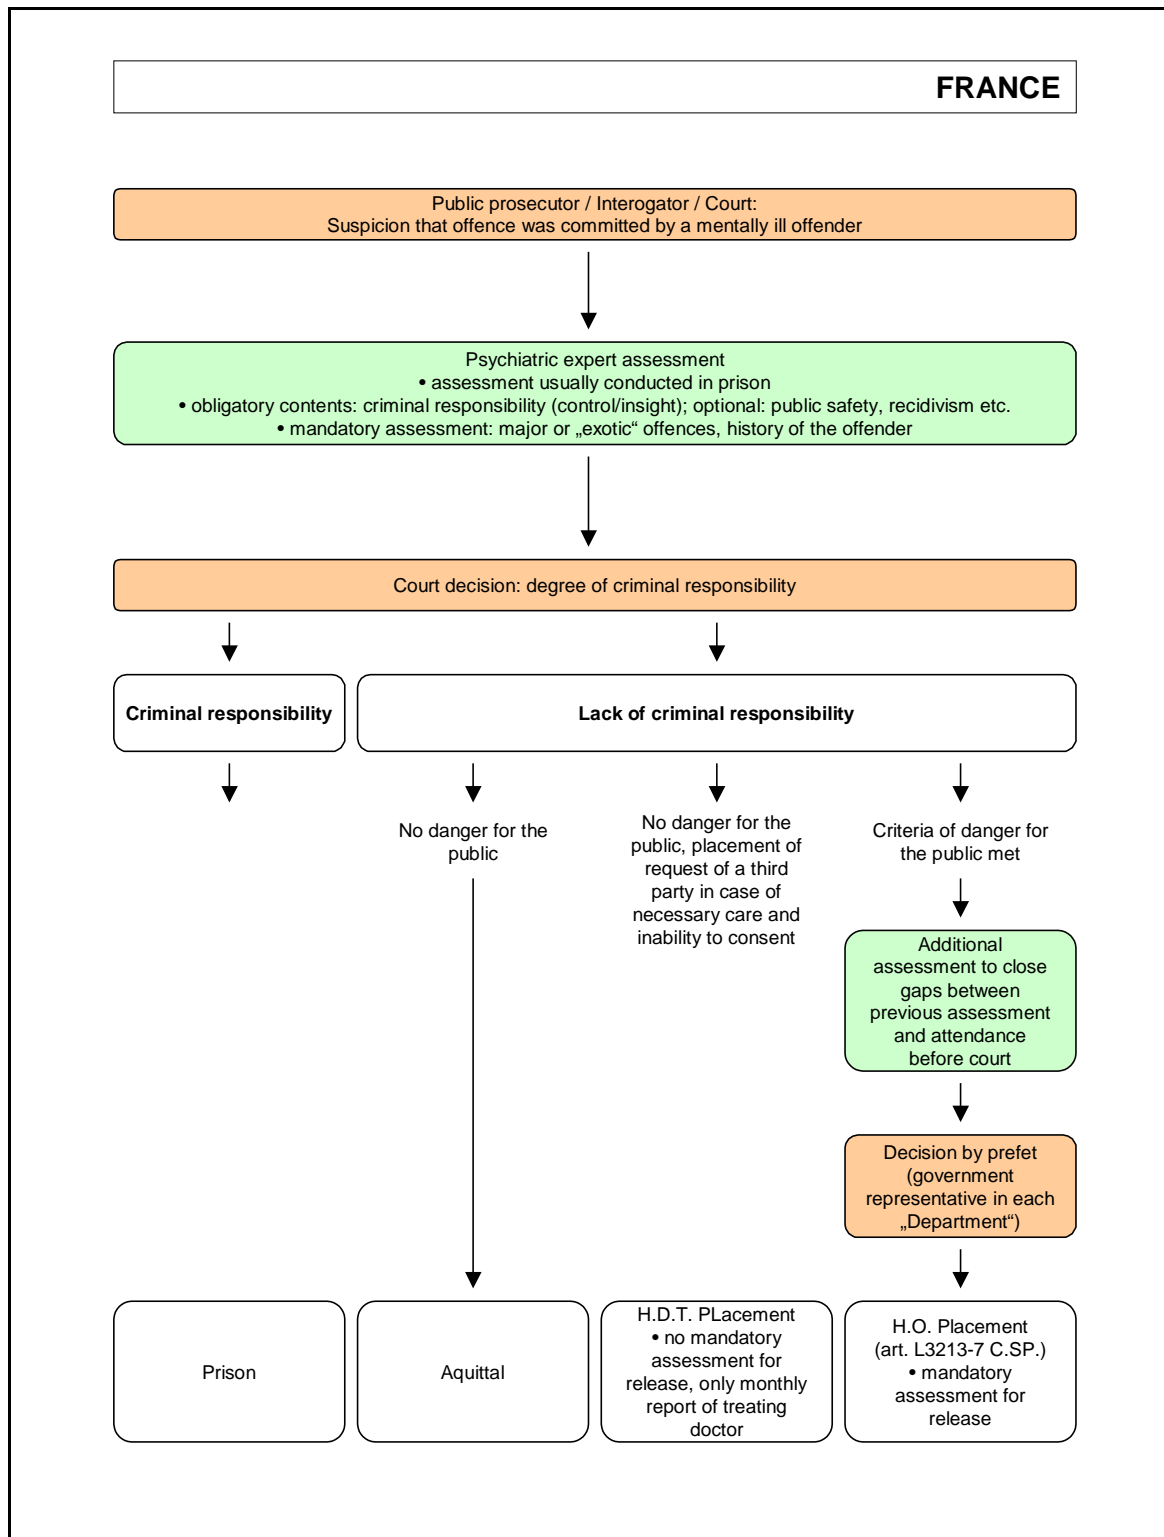 FRANCE
Public prosecutor / Interogator / Court:
Suspicion that offence was committed by a mentally ill offender
Psychiatric expert assessment
• assessment usually conducted in prison
• obligatory contents: criminal responsibility (control/insight); optional: public safety, recidivism etc.
• mandatory assessment: major or „exotic“ offences, history of the offender
Court decision: degree of criminal responsibility
Criminal responsibility
Lack of criminal responsibility
No danger for the
public
No danger for the
public, placement of
request of a third
party in case of
necessary care and
inability to consent
Criteria of danger for
the public met
Additional
assessment to close
gaps between
previous assessment
and attendance
before court
Decision by prefet
(government
representative in each
„Department“)
Prison
Aquittal
H.D.T. PLacement
• no mandatory
assessment for
release, only monthly
report of treating
doctor
H.O. Placement
(art. L3213-7 C.SP.)
• mandatory
assessment for
release